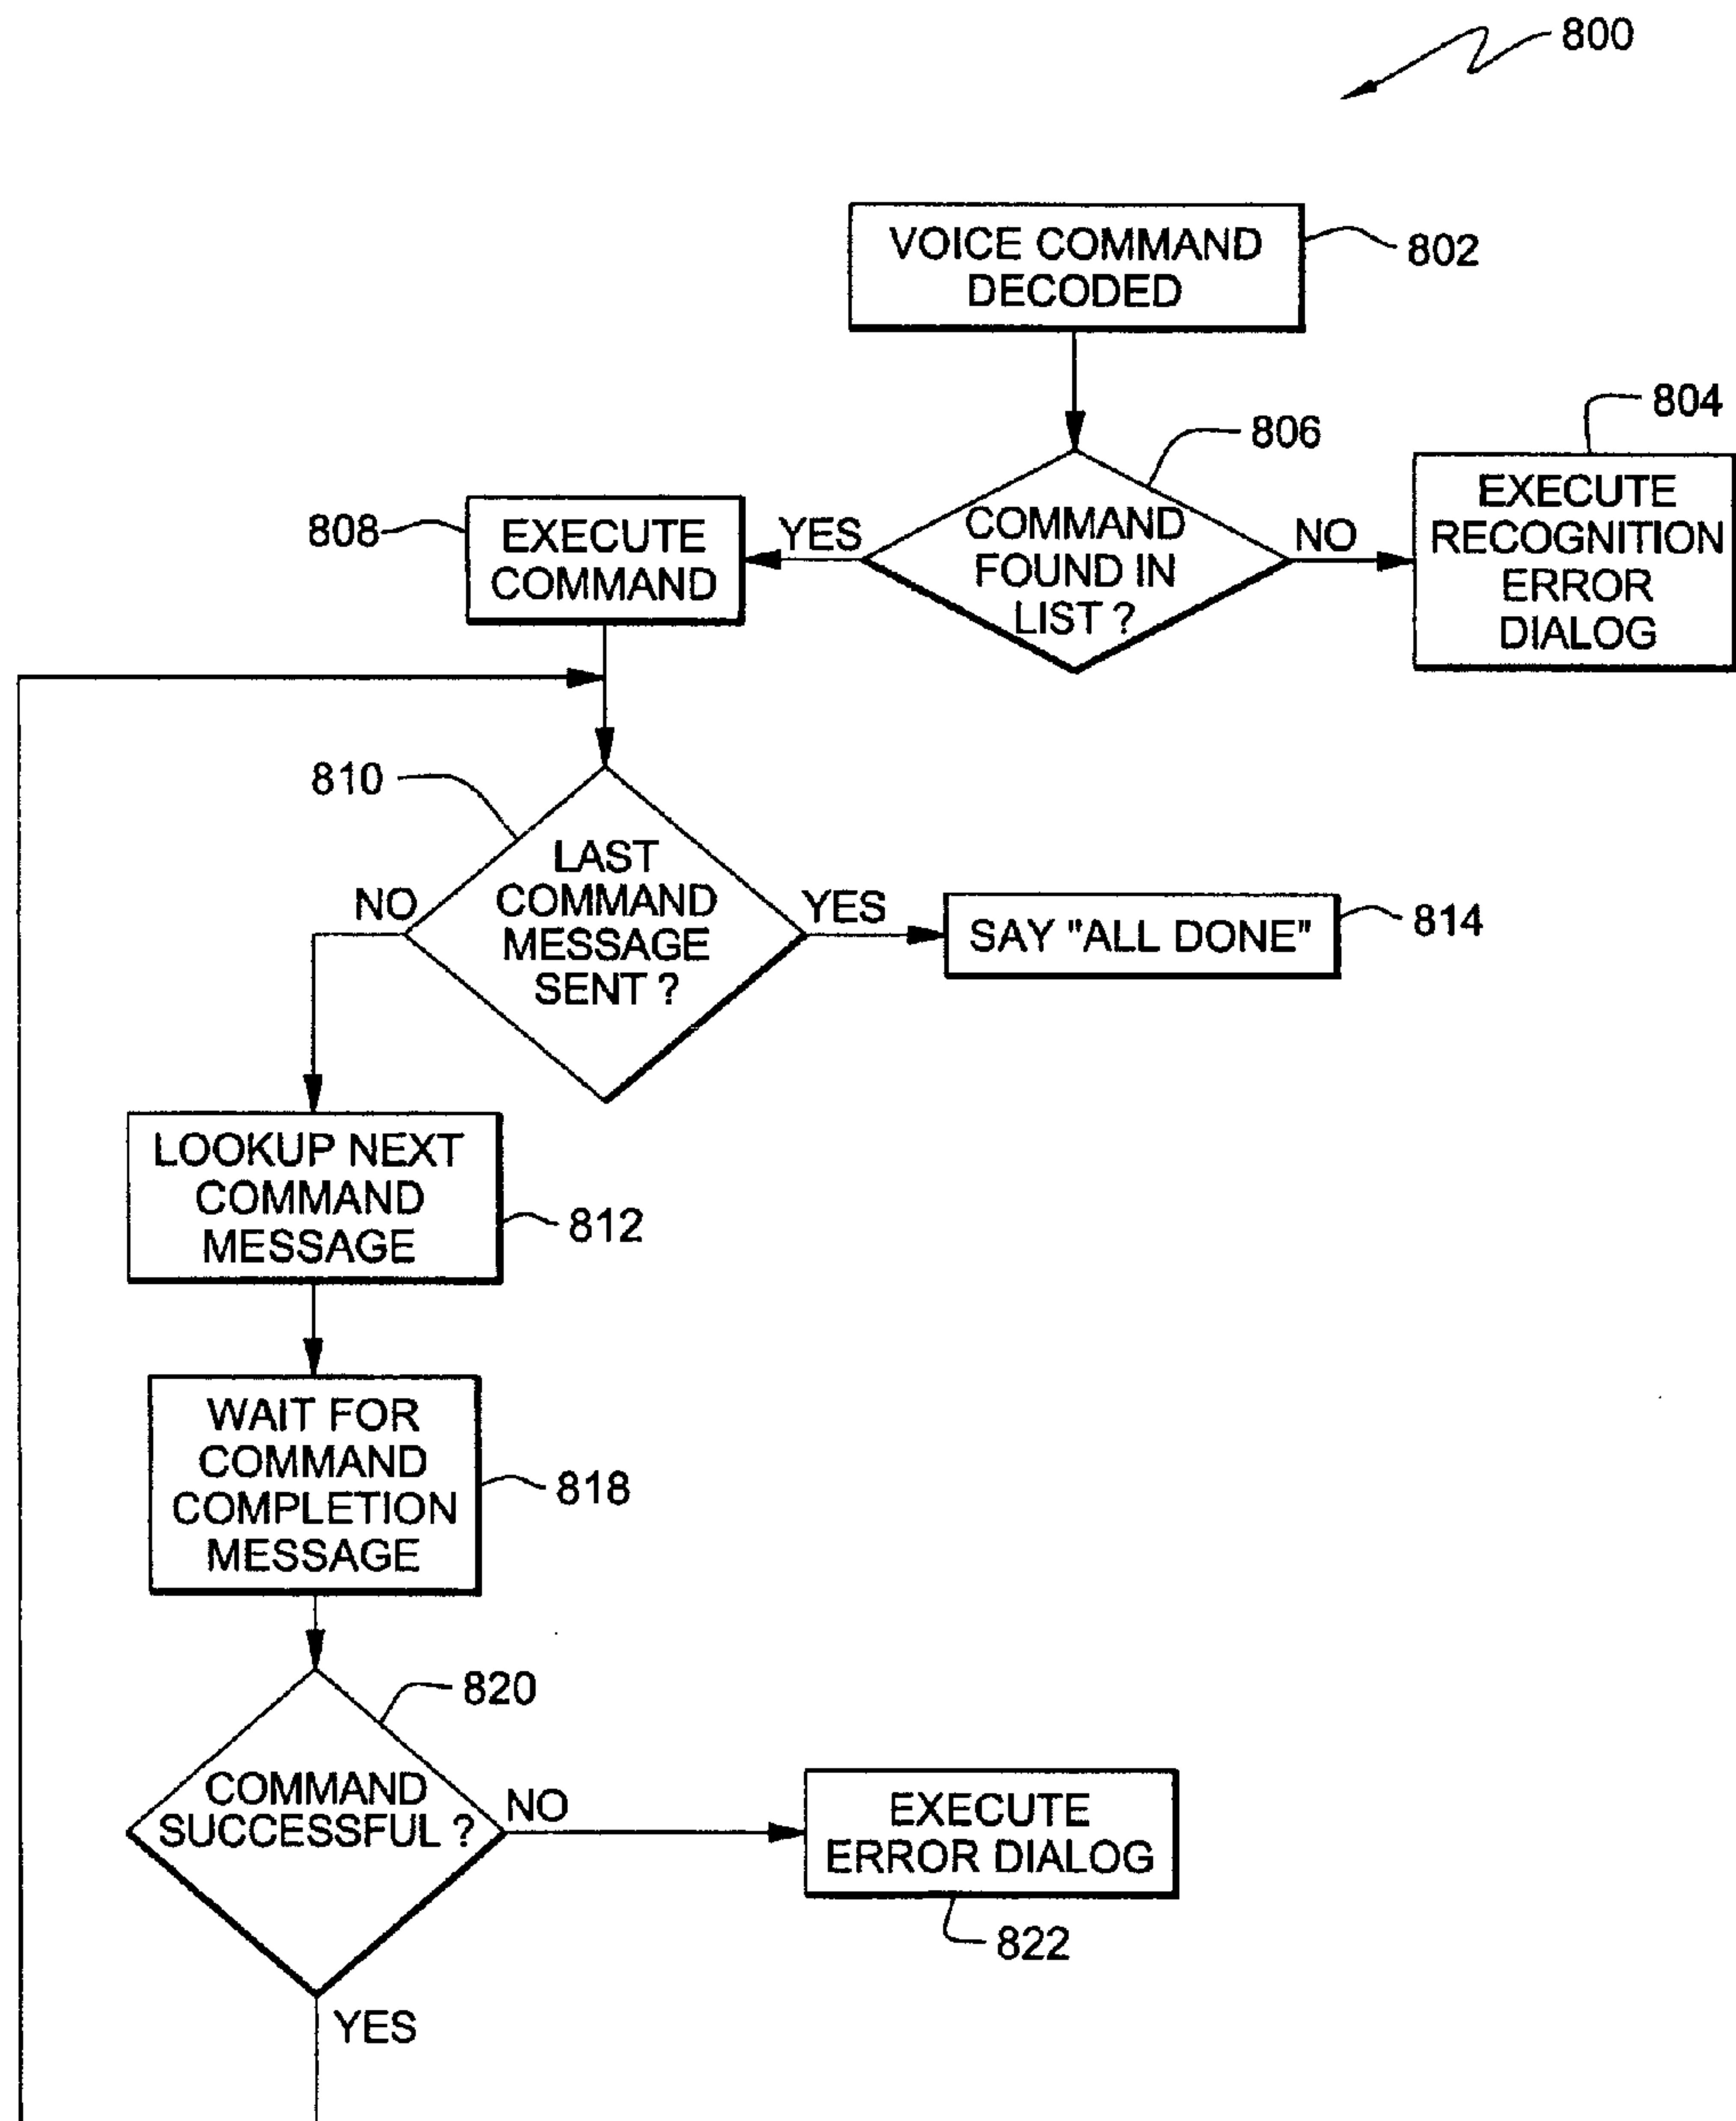 800
VOICE COMMAND
DECODED
802
804
806
EXECUTE
RECOGNITION
ERROR
DIALOG
808
EXECUTE
COMMAND
YES
COMMAND
FOUND IN
LIST ?
NO
810
LAST
COMMAND
MESSAGE
SENT ?
NO
YES
SAY "ALL DONE"
814
LOOKUP NEXT
COMMAND
MESSAGE
812
WAIT FOR
COMMAND
COMPLETION
MESSAGE
818
820
COMMAND
SUCCESSFUL ?
NO
EXECUTE
ERROR DIALOG
822
YES